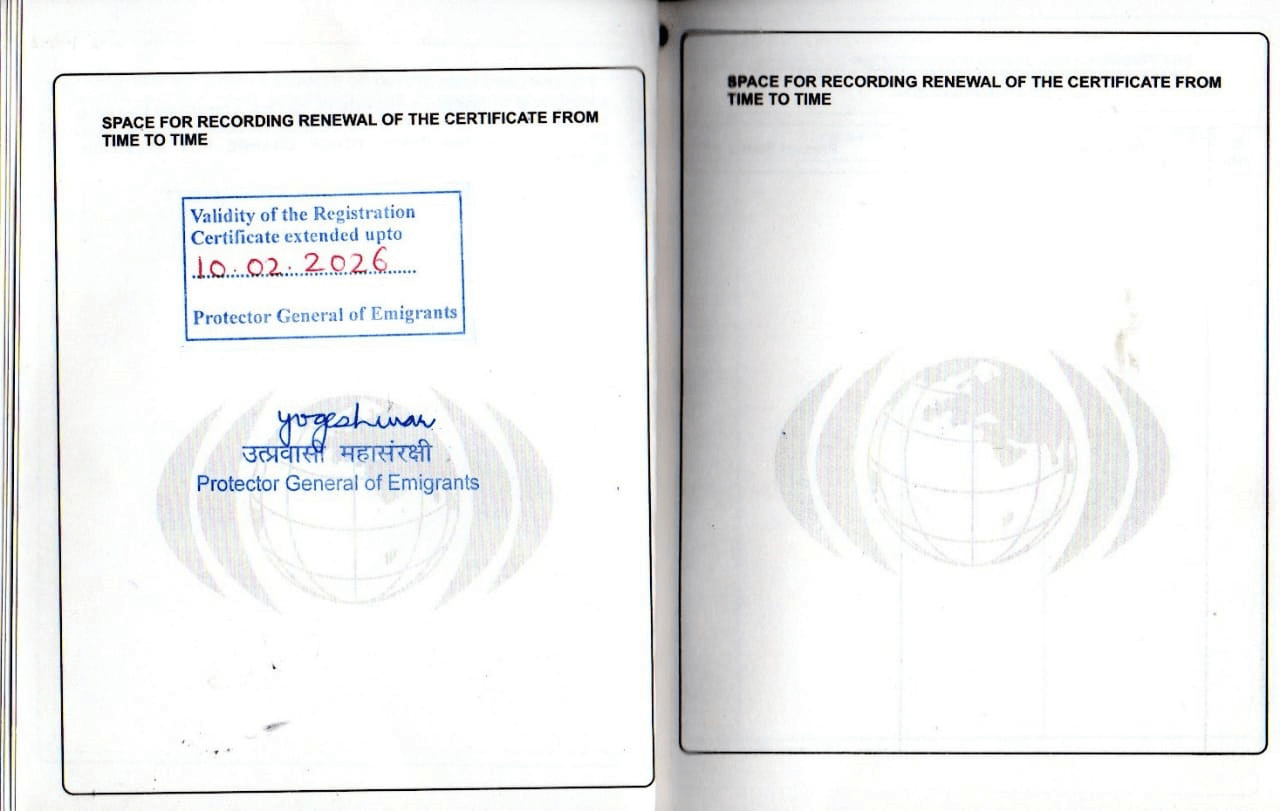 SPACE FOR RECORDING RENEWAL OF THE CERTIFICATE FROM
TIME TO TIME
Validity of the Registration
Certificate extended upto
10.02.2026
Protector General of Emigrants
yogeshwar
उत्प्रवासी महासंरक्षी
Protector General of Emigrants
SPACE FOR RECORDING RENEWAL OF THE CERTIFICATE FROM
TIME TO TIME